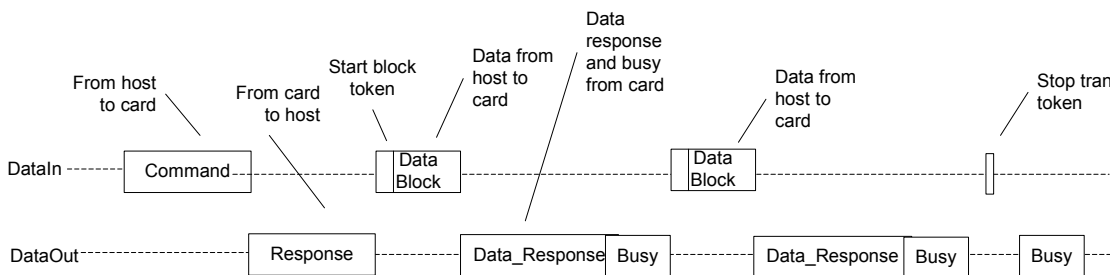 From host
to card
From card
to host
Start block
token
Data from
host to
card
Data
response
and busy
from card
Data from
host to
card
Stop tran
token
DataIn
Command
Data
Block
Data
Block
DataOut
Response
Data_Response
Busy
Data_Response
Busy
Busy